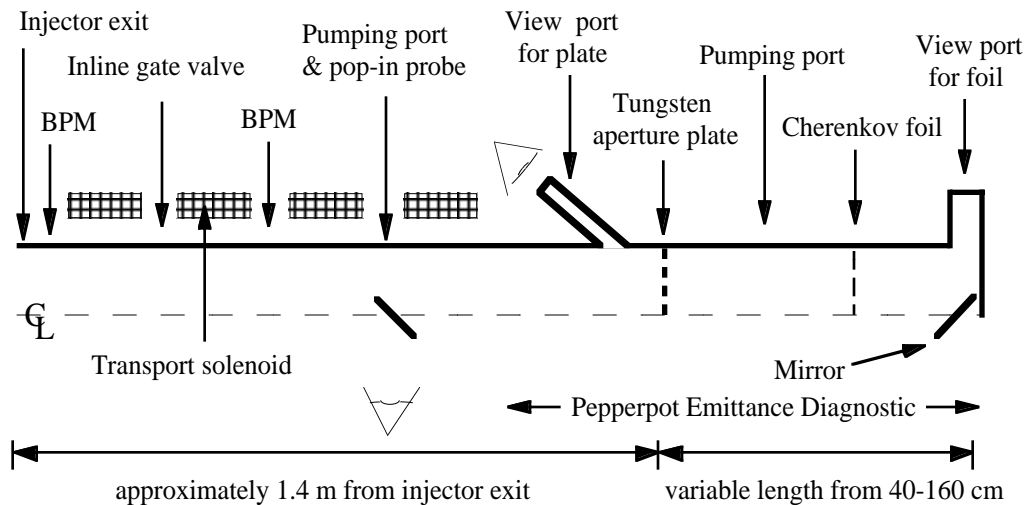 Injector exit
Inline gate valve
BPM
BPM
Pumping port
& pop-in probe
View port
for plate
Tungsten
aperture plate
Pumping port
Cherenkov foil
View port
for foil
CL
Transport solenoid
Mirror
Pepperpot Emittance Diagnostic
approximately 1.4 m from injector exit
variable length from 40-160 cm